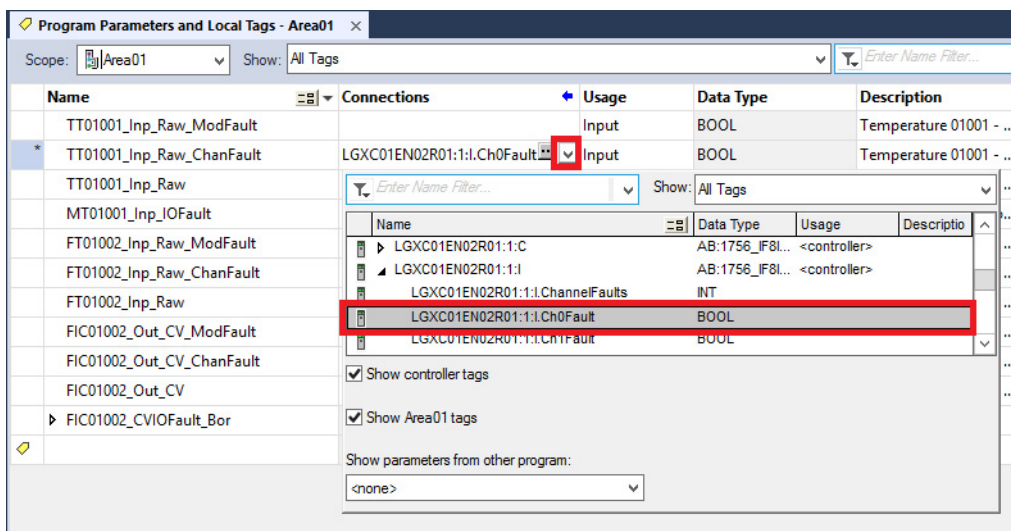 Program Parameters and Local Tags - Area01 ×
Scope: Area01 Show: All Tags Enter Name Filter...
Name Connections Usage Data Type Description
TT01001_Inp_Raw_ModFault Input BOOL Temperature 01001 - ..
* TT01001_Inp_Raw_ChanFault LGXC01EN02R01:1:I.Ch0Fault Input BOOL Temperature 01001 - ..
TT01001_Inp_Raw
MT01001_Inp_IOFault
FT01002_Inp_Raw_ModFault
FT01002_Inp_Raw_ChanFault
FT01002_Inp_Raw
FIC01002_Out_CV_ModFault
FIC01002_Out_CV_ChanFault
FIC01002_Out_CV
FIC01002_CVIOFault_Bor
Enter Name Filter... Show: All Tags
Name Data Type Usage Descriptio
LGXC01EN02R01:1:C AB:1756_IF8I... <controller>
LGXC01EN02R01:1:I AB:1756_IF8I... <controller>
LGXC01EN02R01:1:I.ChannelFaults INT
LGXC01EN02R01:1:I.Ch0Fault BOOL
LGXC01EN02R01:1:I.Ch1Fault BOOL
Show controller tags
Show Area01 tags
Show parameters from other program:
<none>